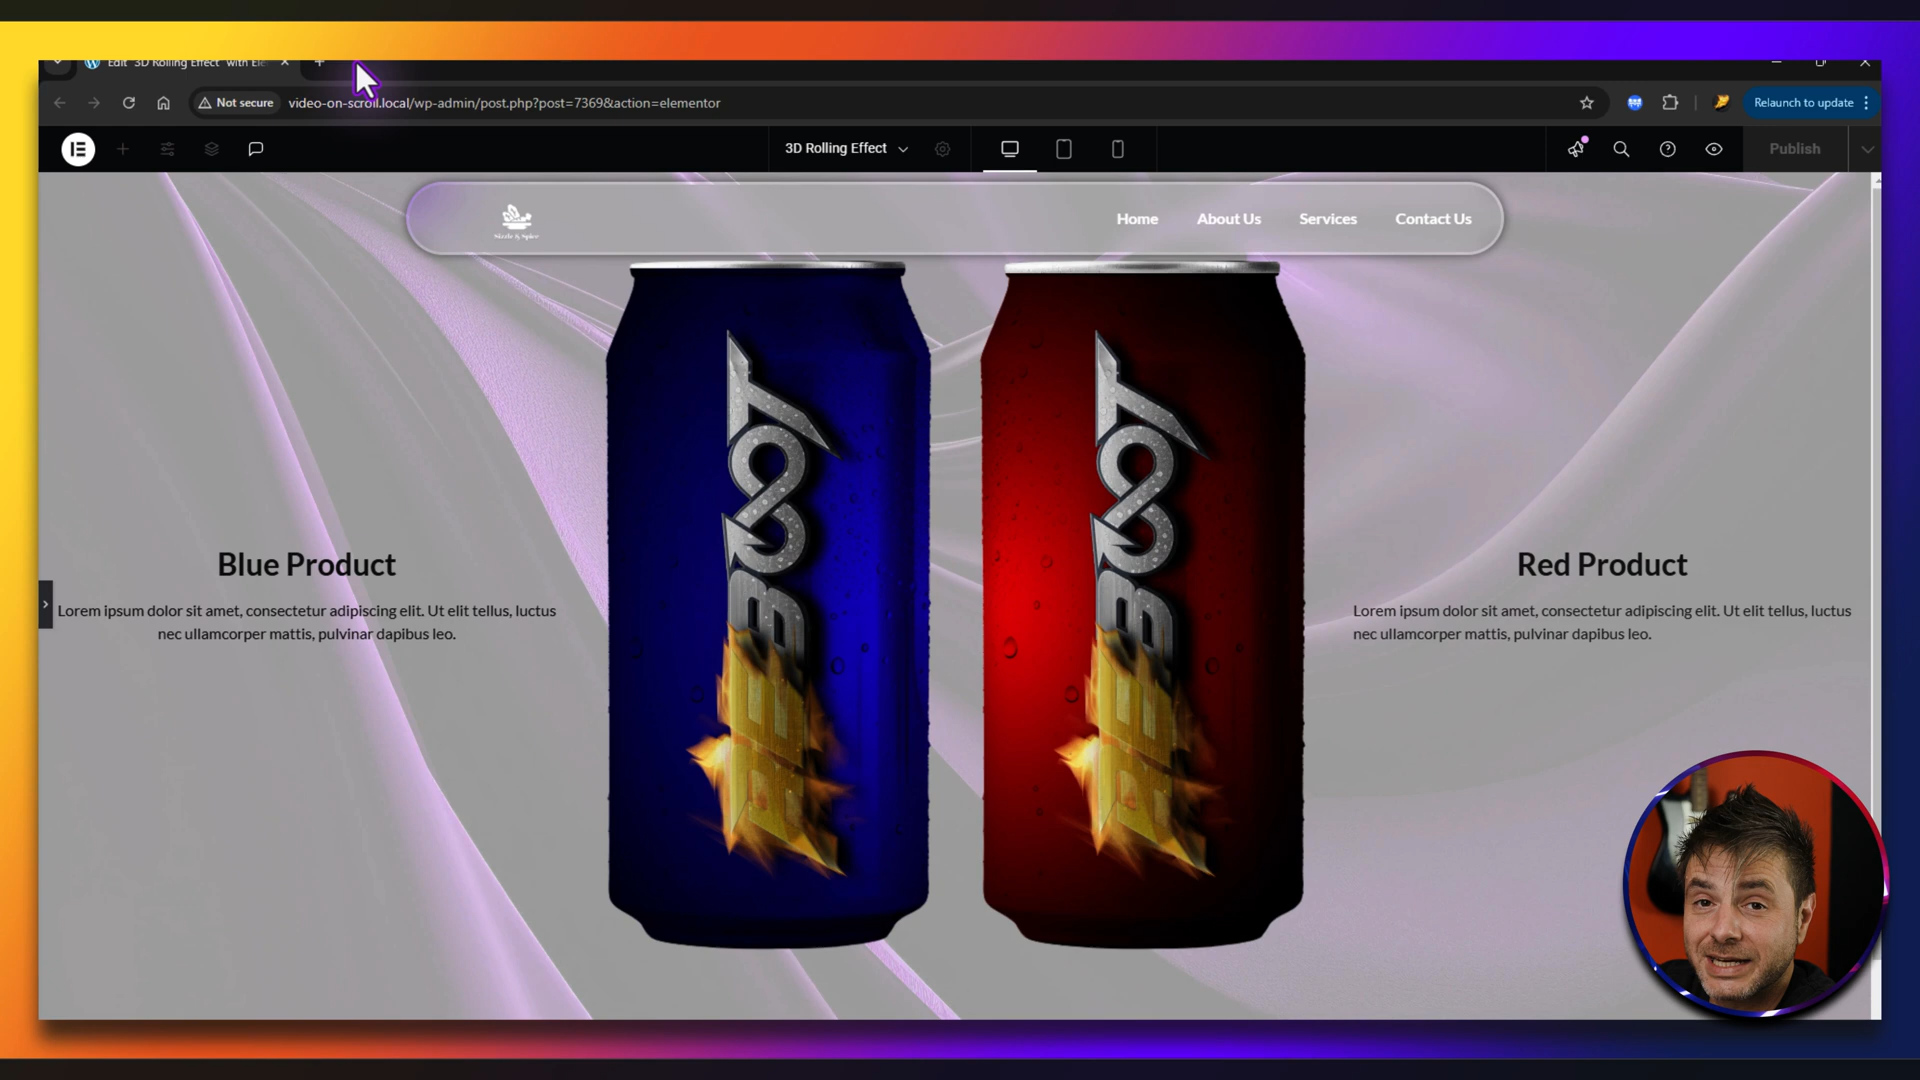 Edit "3D Rolling Effect" with Ele
Not secure
video-on-scroll.local/wp-admin/post.php?post=7369&action=elementor
Relaunch to update
3D Rolling Effect
Publish
Sizzle & Spice
Home
About Us
Services
Contact Us
Blue Product
Lorem ipsum dolor sit amet, consectetur adipiscing elit. Ut elit tellus, luctus
nec ullamcorper mattis, pulvinar dapibus leo.
Red Product
Lorem ipsum dolor sit amet, consectetur adipiscing elit. Ut elit tellus, luctus
nec ullamcorper mattis, pulvinar dapibus leo.